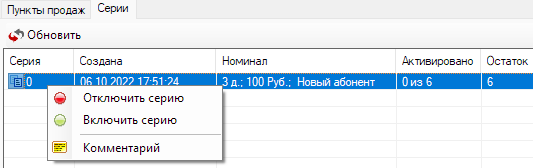 Пункты продаж Серии
Обновить
Серия Создана Номинал Активировано Остаток
0 06.10.2022 17:51:24 3 д.; 100 Руб.; Новый абонент 0 из 6 6
Отключить серию
Включить серию
Комментарий